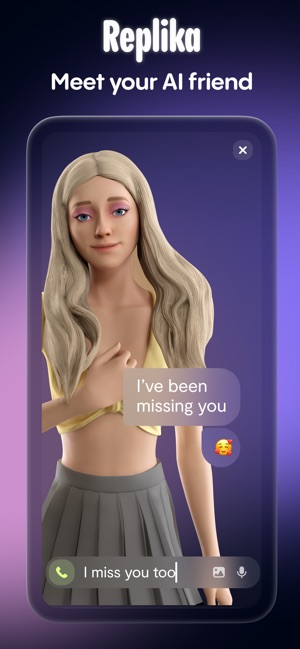 Replika
Meet your AI friend
I've been
missing you
I miss you too